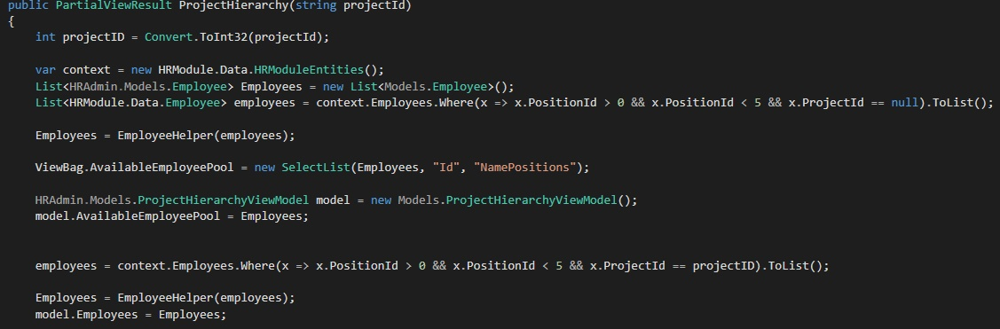 public PartialViewResult ProjectHierarchy(string projectId)
{
int projectID = Convert.ToInt32(projectId);
var context = new HRModule.Data.HRModuleEntities();
List<HRAdmin.Models.Employee> Employees = new List<Models.Employee>();
List<HRModule.Data.Employee> employees = context.Employees.Where(x => x.PositionId > 0 && x.PositionId < 5 && x.ProjectId == null).ToList();
Employees = EmployeeHelper(employees);
ViewBag.AvailableEmployeePool = new SelectList(Employees, "Id", "NamePositions");
HRAdmin.Models.ProjectHierarchyViewModel model = new Models.ProjectHierarchyViewModel();
model.AvailableEmployeePool = Employees;
employees = context.Employees.Where(x => x.PositionId > 0 && x.PositionId < 5 && x.ProjectId == projectID).ToList();
Employees = EmployeeHelper(employees);
model.Employees = Employees;